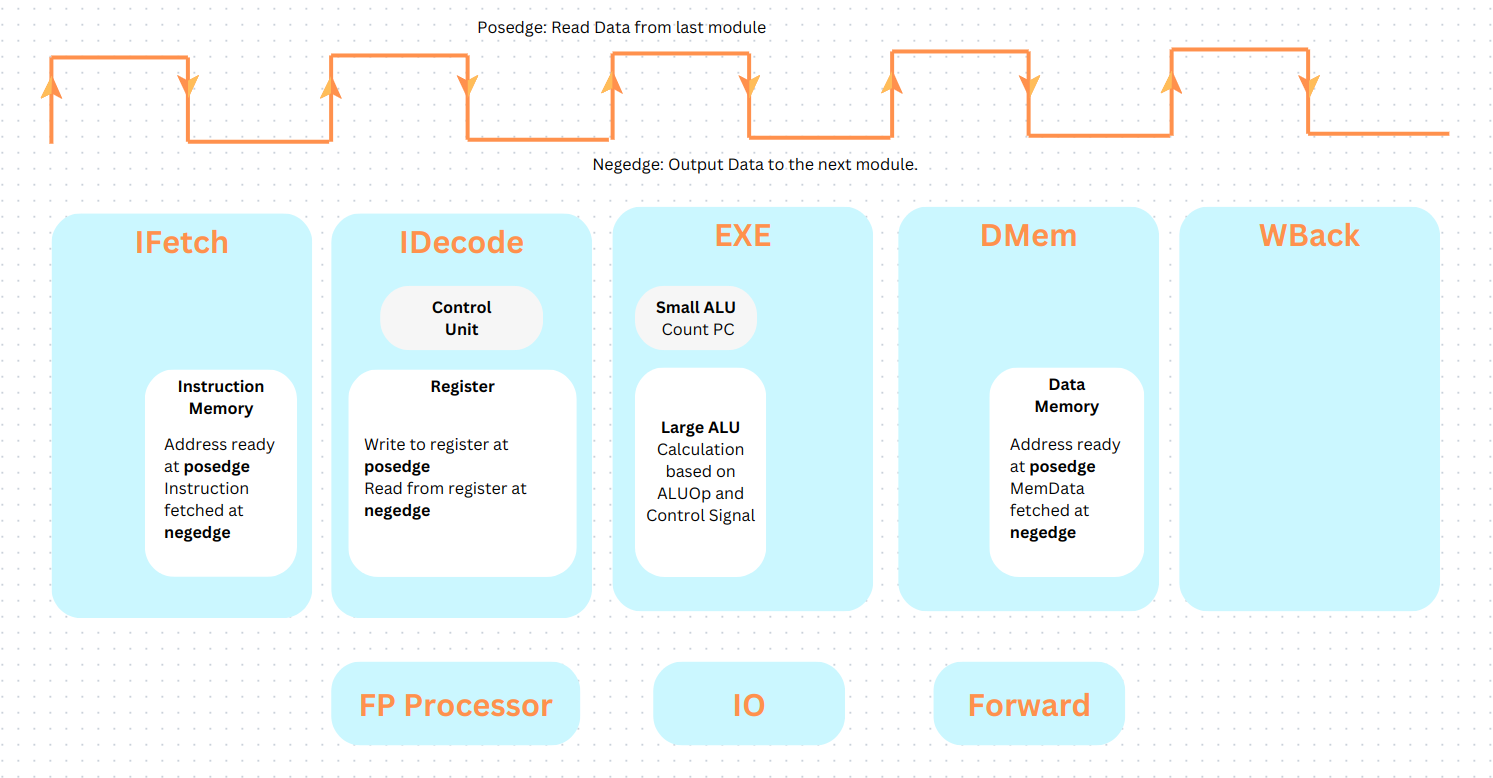 Posedge: Read Data from last module
Negedge: Output Data to the next module.
IFetch
Instruction
Memory
Address ready
at posedge
Instruction
fetched at
negedge
IDecode
Control
Unit
Register
Write to register at
posedge
Read from register at
negedge
EXE
Small ALU
Count PC
Large ALU
Calculation
based on
ALUOp and
Control Signal
DMem
Data
Memory
Address ready
at posedge
MemData
fetched at
negedge
WBack
FP Processor
IO
Forward